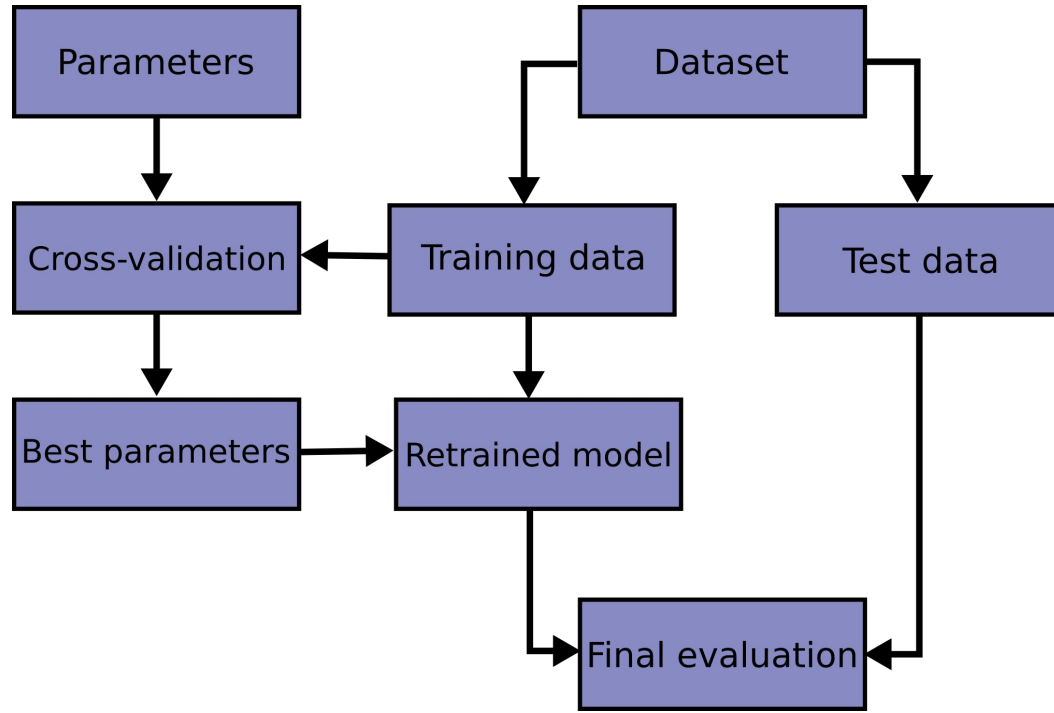 Parameters
Dataset
Cross-validation
Training data
Test data
Best parameters
Retrained model
Final evaluation